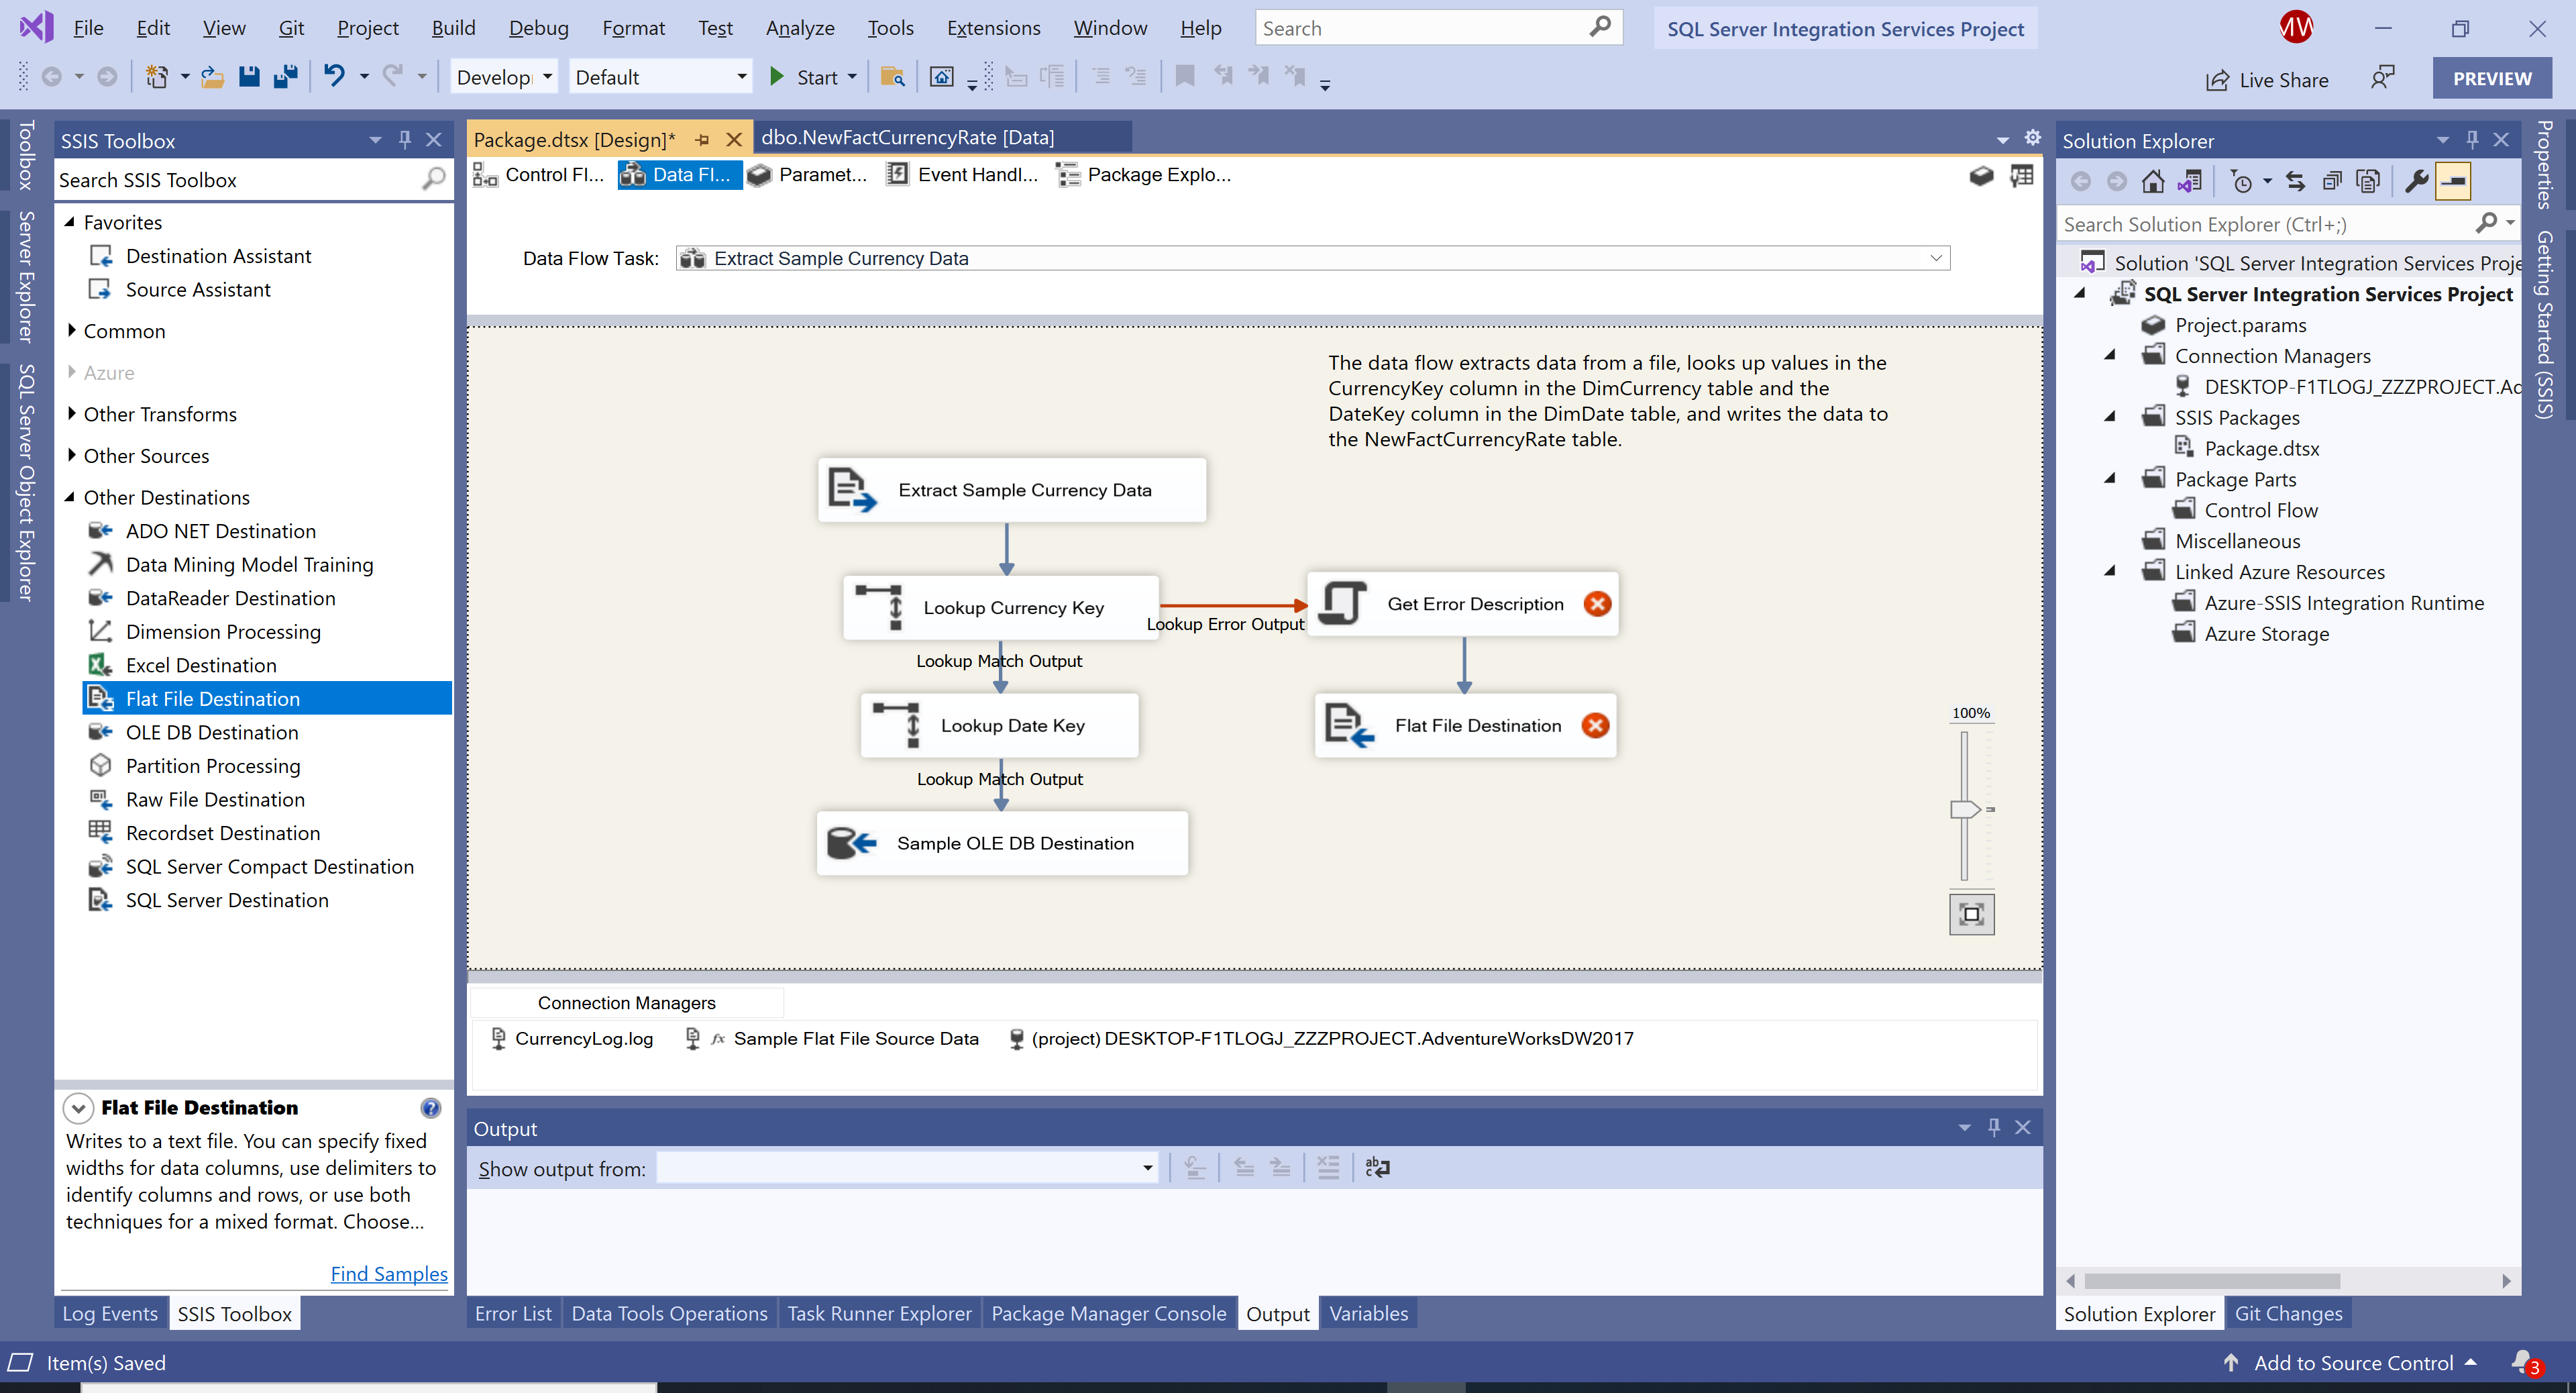 File Edit View Git Project Build Debug Format Test Analyze Tools Extensions Window Help Search SQL Server Integration Services Project
Develop Default Start Live Share PREVIEW
Toolbox
Server Explorer
SQL Server Object Explorer
SSIS Toolbox
Search SSIS Toolbox
Favorites
Destination Assistant
Source Assistant
Common
Azure
Other Transforms
Other Sources
Other Destinations
ADO NET Destination
Data Mining Model Training
DataReader Destination
Dimension Processing
Excel Destination
Flat File Destination
OLE DB Destination
Partition Processing
Raw File Destination
Recordset Destination
SQL Server Compact Destination
SQL Server Destination
Flat File Destination
Writes to a text file. You can specify fixed
widths for data columns, use delimiters to
identify columns and rows, or use both
techniques for a mixed format. Choose...
Find Samples
Log Events SSIS Toolbox
Package.dtsx [Design]* dbo.NewFactCurrencyRate [Data]
Control Fl... Data Fl... Paramet... Event Handl... Package Explo...
Data Flow Task: Extract Sample Currency Data
The data flow extracts data from a file, looks up values in the
CurrencyKey column in the DimCurrency table and the
DateKey column in the DimDate table, and writes the data to
the NewFactCurrencyRate table.
Extract Sample Currency Data
Lookup Currency Key
Lookup Error Output
Get Error Description
Lookup Match Output
Lookup Date Key
Flat File Destination
Lookup Match Output
Sample OLE DB Destination
100%
Connection Managers
CurrencyLog.log fx Sample Flat File Source Data (project) DESKTOP-F1TLOGJ_ZZZPROJECT.AdventureWorksDW2017
Output
Show output from:
Error List Data Tools Operations Task Runner Explorer Package Manager Console Output Variables
Solution Explorer
Search Solution Explorer (Ctrl+;)
Solution 'SQL Server Integration Services Proje
SQL Server Integration Services Project
Project.params
Connection Managers
DESKTOP-F1TLOGJ_ZZZPROJECT.Ad
SSIS Packages
Package.dtsx
Package Parts
Control Flow
Miscellaneous
Linked Azure Resources
Azure-SSIS Integration Runtime
Azure Storage
Solution Explorer Git Changes
Properties
Getting Started (SSIS)
Item(s) Saved Add to Source Control 3